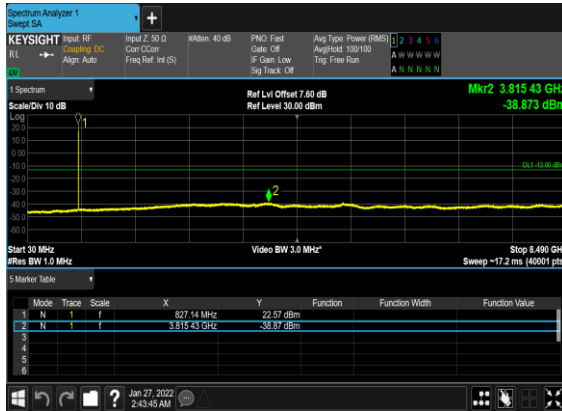 Spectrum Analyzer 1
Swept SA
KEYSIGHT Input: RF Input Z: 50 Ω #Atten: 40 dB PNO: Fast Avg Type: Power (RMS) 1 2 3 4 5 6
RL Coupling: DC Corr CCorr Gate: Off Avg|Hold: 100/100 A W W W W W
Align: Auto Freq Ref: Int (S) IF Gain: Low Trig: Free Run
Sig Track: Off A N N N N N
1 Spectrum Ref Lvl Offset 7.60 dB Mkr2 3.815 43 GHz
Scale/Div 10 dB Ref Level 30.00 dBm -38.873 dBm
Log
1
20.0
10.0
0.00
-10.0
DL1 -13.00 dBm
-20.0
-30.0
2
-40.0
-50.0
-60.0
Start 30 MHz Video BW 3.0 MHz* Stop 8.490 GH
#Res BW 1.0 MHz Sweep ~17.2 ms (40001 pts
5 Marker Table
Mode Trace Scale X Y Function Function Width Function Value
1 N 1 f 827.14 MHz 22.57 dBm
2 N 1 f 3.815 43 GHz -38.87 dBm
3
4
5
6
? Jan 27, 2022
2:43:45 AM